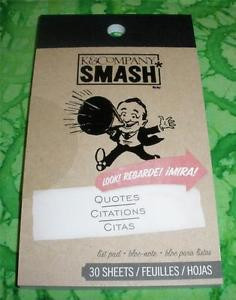 K&COMPANY
SMASH*
LOOK! REGARDE! ¡MIRA!
QUOTES
CITATIONS
CITAS
list pad • bloc-note • bloc para listas
30 SHEETS / FEUILLES / HOJAS